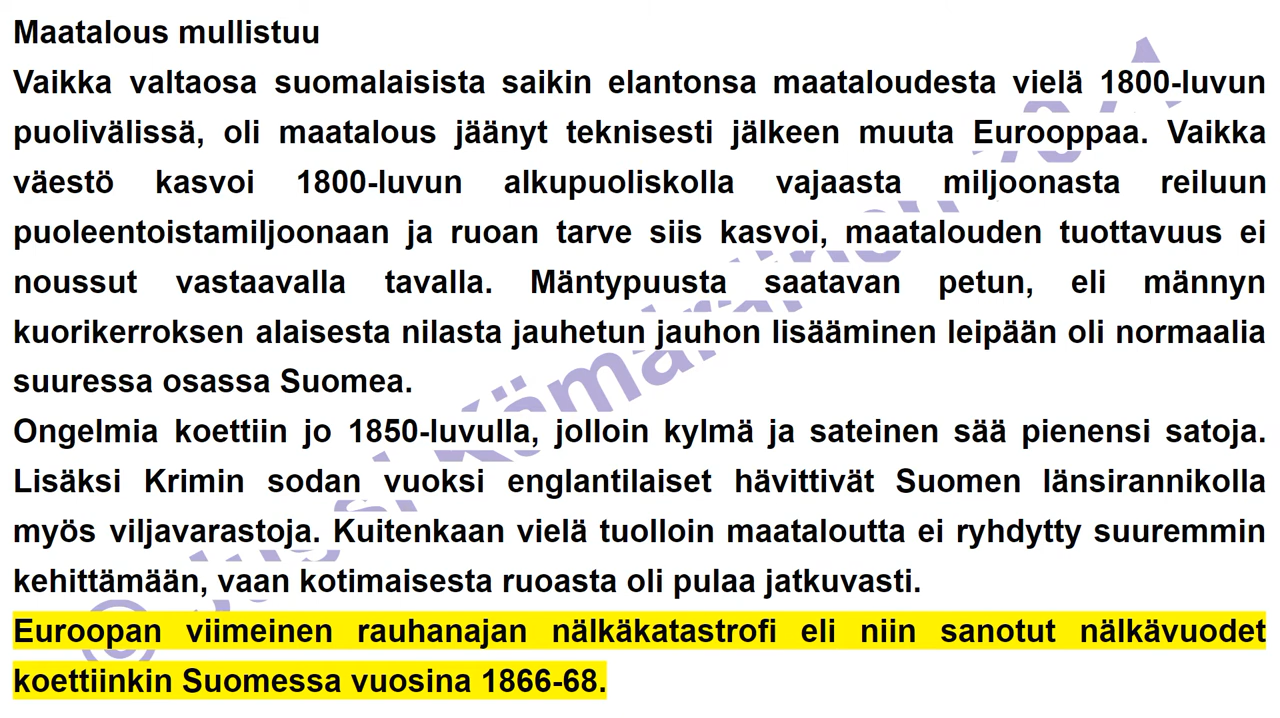 Maatalous mullistuu
Vaikka valtaosa suomalaisista saikin elantonsa maataloudesta vielä 1800-luvun
puolivälissä, oli maatalous jäänyt teknisesti jälkeen muuta Eurooppaa. Vaikka
väestö kasvoi 1800-luvun alkupuoliskolla vajaasta miljoonasta reiluun
puoleentoistamiljoonaan ja ruoan tarve siis kasvoi, maatalouden tuottavuus ei
noussut vastaavalla tavalla. Mäntypuusta saatavan petun, eli männyn
kuorikerroksen alaisesta nilasta jauhetun jauhon lisääminen leipään oli normaalia
suuressa osassa Suomea.
Ongelmia koettiin jo 1850-luvulla, jolloin kylmä ja sateinen sää pienensi satoja.
Lisäksi Krimin sodan vuoksi englantilaiset hävittivät Suomen länsirannikolla
myös viljavarastoja. Kuitenkaan vielä tuolloin maataloutta ei ryhdytty suuremmin
kehittämään, vaan kotimaisesta ruoasta oli pulaa jatkuvasti.
Euroopan viimeinen rauhanajan nälkäkatastrofi eli niin sanotut nälkävuodet
koettiinkin Suomessa vuosina 1866-68.